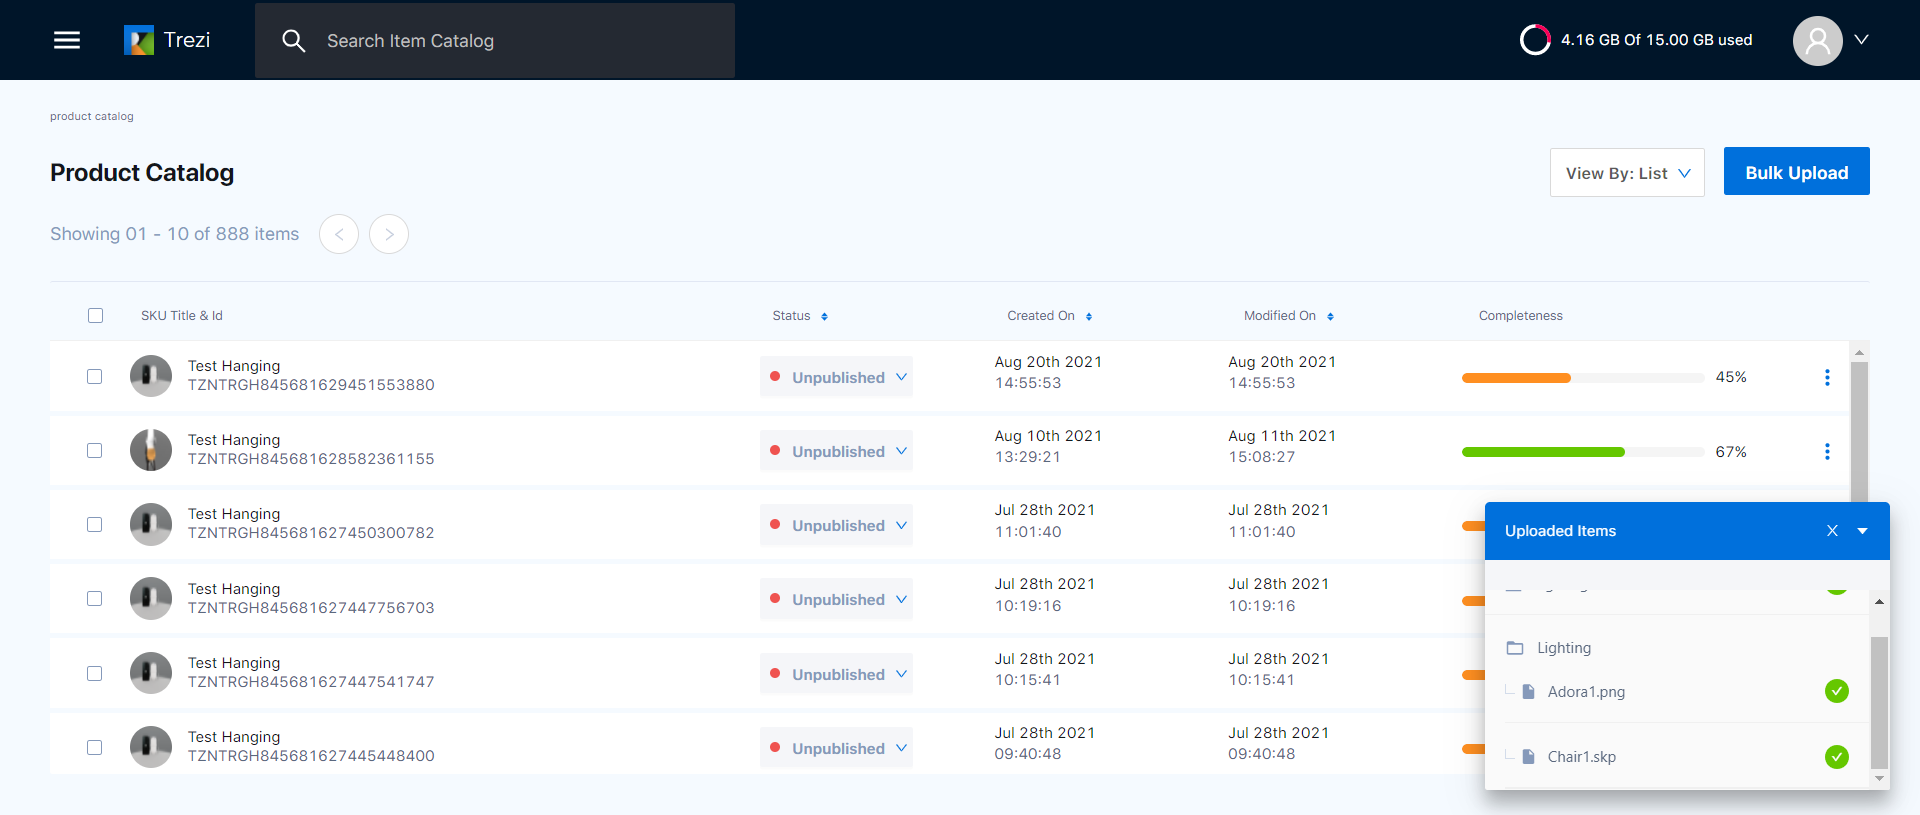 Trezi
Search Item Catalog
4.16 GB Of 15.00 GB used
product catalog
Product Catalog
View By: List
Bulk Upload
Showing 01 - 10 of 888 items
SKU Title & Id
Status
Created On
Modified On
Completeness
Test Hanging
TZNTRGH845681629451553880
Unpublished
Aug 20th 2021
14:55:53
Aug 20th 2021
14:55:53
45%
Test Hanging
TZNTRGH845681628582361155
Unpublished
Aug 10th 2021
13:29:21
Aug 11th 2021
15:08:27
67%
Test Hanging
TZNTRGH845681627450300782
Unpublished
Jul 28th 2021
11:01:40
Jul 28th 2021
11:01:40
Test Hanging
TZNTRGH845681627447756703
Unpublished
Jul 28th 2021
10:19:16
Jul 28th 2021
10:19:16
Test Hanging
TZNTRGH845681627447541747
Unpublished
Jul 28th 2021
10:15:41
Jul 28th 2021
10:15:41
Test Hanging
TZNTRGH845681627445448400
Unpublished
Jul 28th 2021
09:40:48
Jul 28th 2021
09:40:48
Uploaded Items
X
Lighting
Adora1.png
Chair1.skp